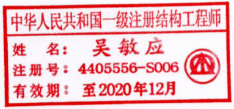 中华人民共和国一级注册结构工程师
姓 名：吴敏应
注册号：4405556-S006
有效期：至2020年12月